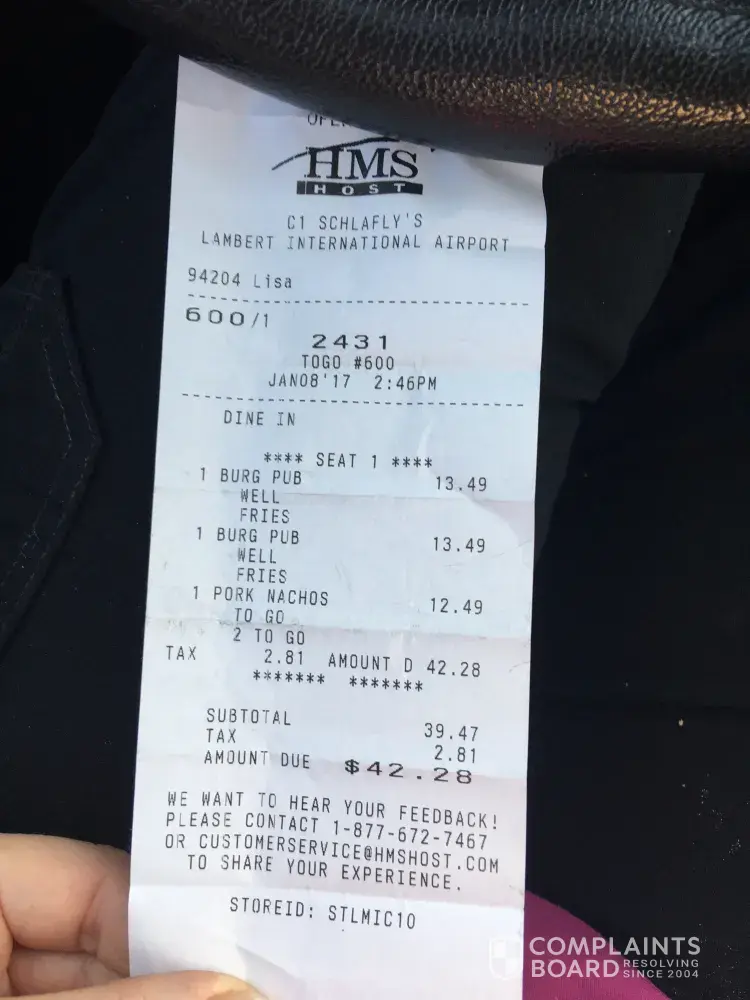 HMS
HOST
C1 SCHLAFLY'S
LAMBERT INTERNATIONAL AIRPORT
94204 Lisa
600/1
2431
TOGO #600
JAN08'17 2:46PM
DINE IN
**** SEAT 1 ****
1 BURG PUB 13.49
WELL
FRIES
1 BURG PUB 13.49
WELL
FRIES
1 PORK NACHOS 12.49
TO GO
2 TO GO
TAX 2.81 AMOUNT D 42.28
******* *******
SUBTOTAL 39.47
TAX 2.81
AMOUNT DUE $42.28
WE WANT TO HEAR YOUR FEEDBACK!
PLEASE CONTACT 1-877-672-7467
OR CUSTOMERSERVICE@HMSHOST.COM
TO SHARE YOUR EXPERIENCE.
STOREID: STLMIC10
COMPLAINTS
BOARD RESOLVING
SINCE 2004